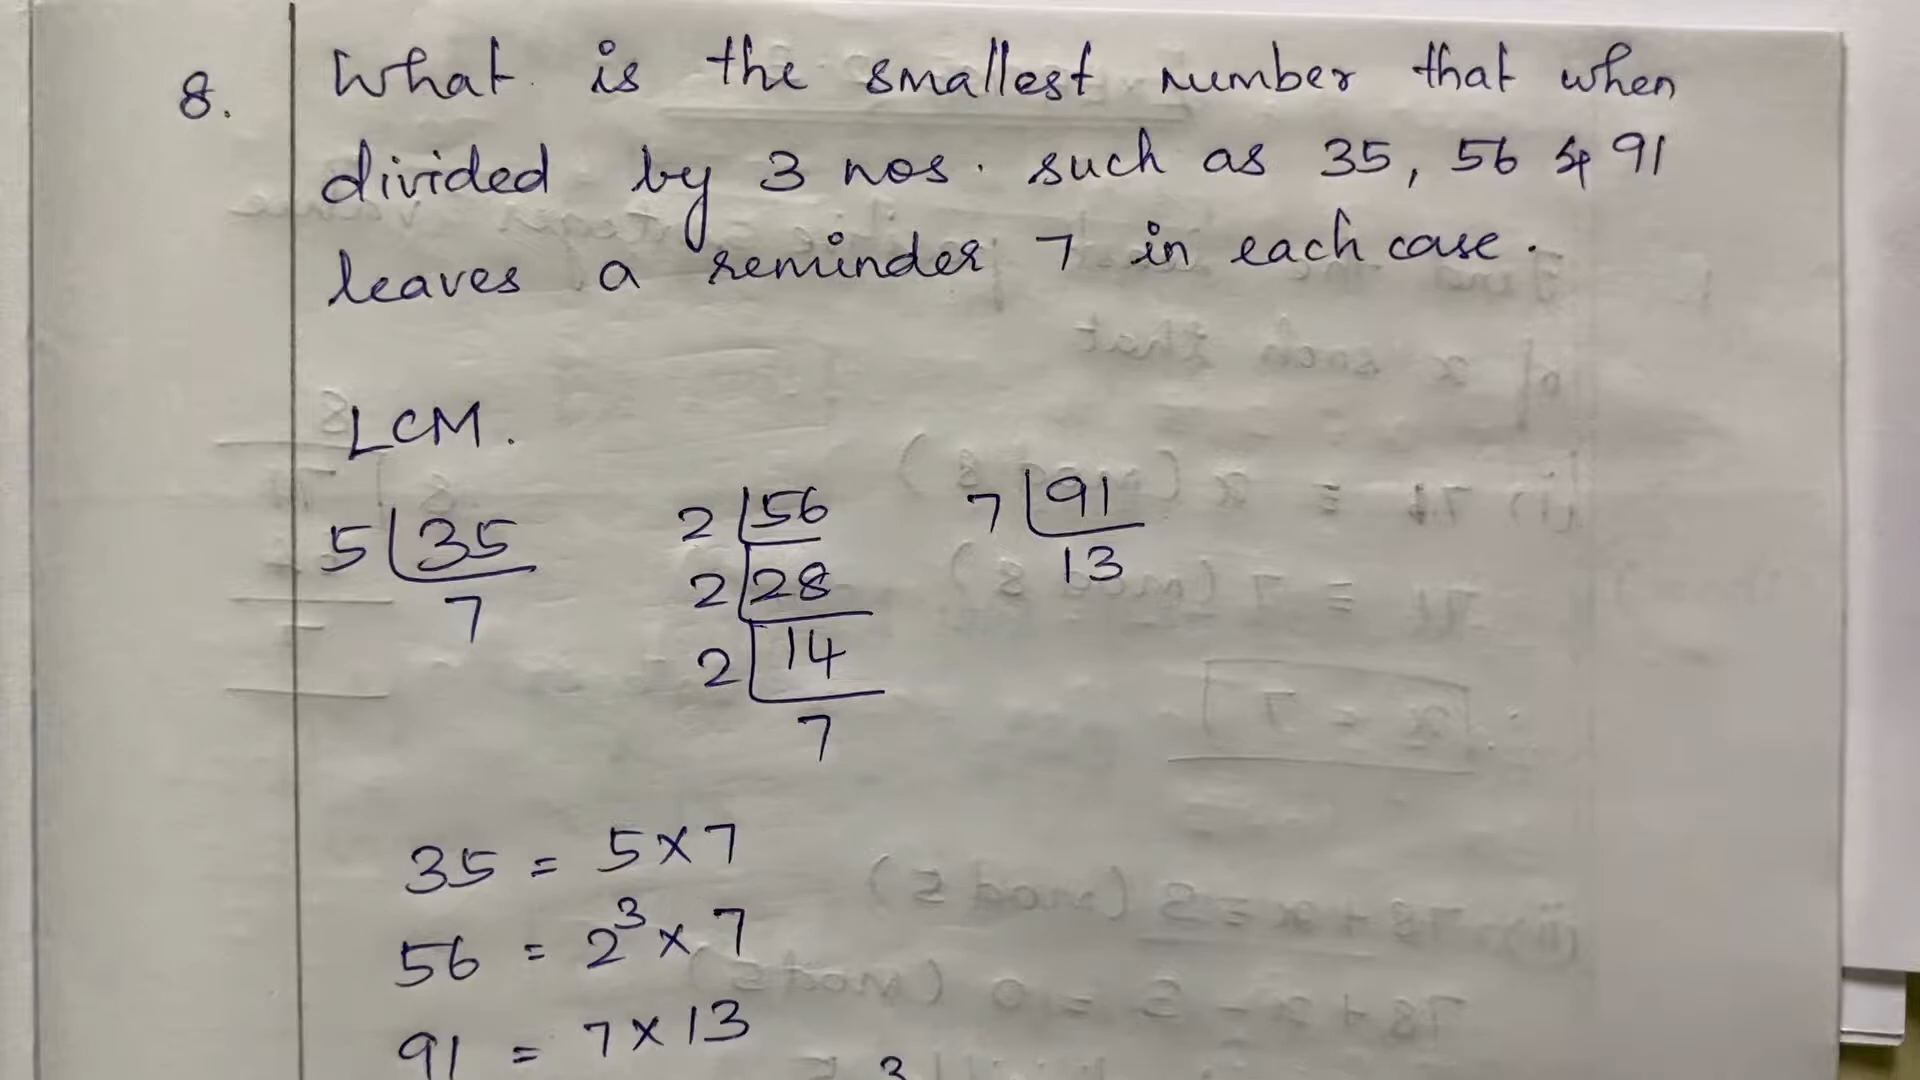 8. What is the smallest number that when
divided by 3 nos. such as 35, 56 & 91
leaves a reminder 7 in each case.
LCM.
5 35 2 56 7 91
7 2 28 13
2 14
7
35 = 5 × 7
56 = 2³ × 7
91 = 7 × 13
3